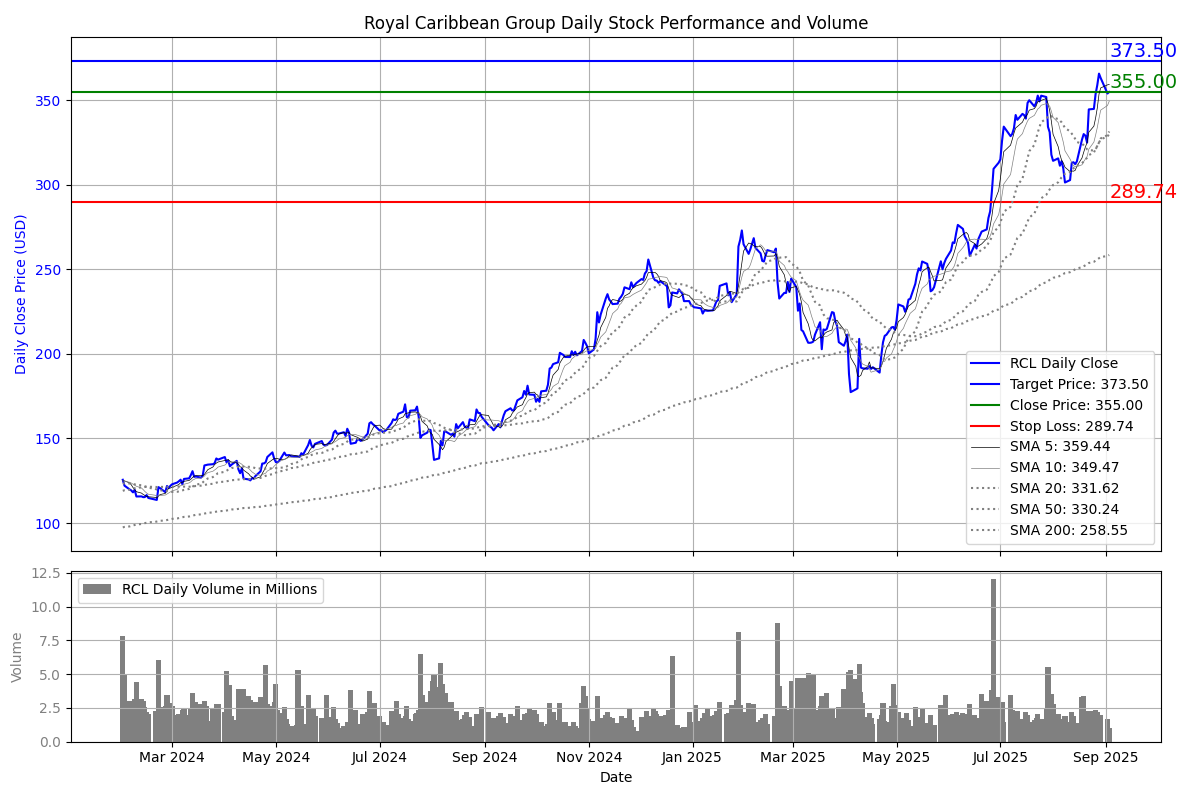 Royal Caribbean Group Daily Stock Performance and Volume
373.50
355.00
289.74
Daily Close Price (USD)
350
300
250
200
150
100
RCL Daily Close
Target Price: 373.50
Close Price: 355.00
Stop Loss: 289.74
SMA 5: 359.44
SMA 10: 349.47
SMA 20: 331.62
SMA 50: 330.24
SMA 200: 258.55
Volume
12.5
10.0
7.5
5.0
2.5
0.0
RCL Daily Volume in Millions
Mar 2024 May 2024 Jul 2024 Sep 2024 Nov 2024 Jan 2025 Mar 2025 May 2025 Jul 2025 Sep 2025
Date